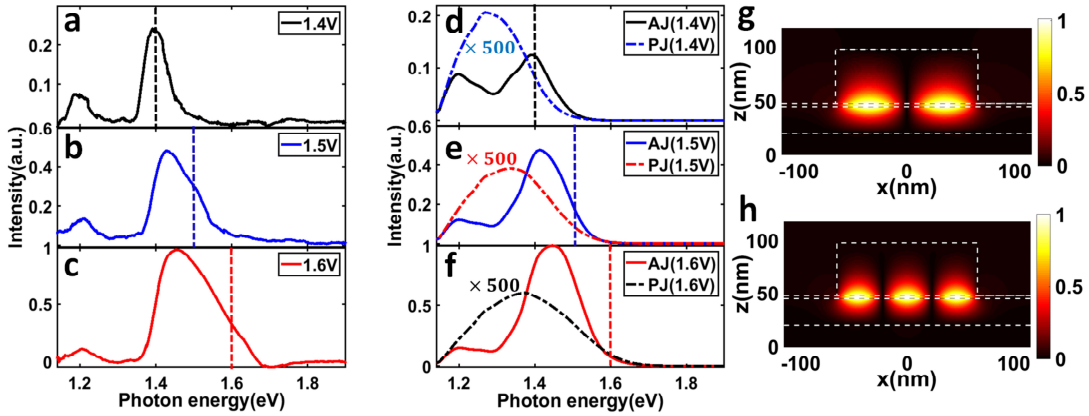 a
1.4V
0.2
0.1
b
1.5V
0.6
0.4
0.2
Intensity(a.u.)
c
1.6V
1
0.5
0
1.2 1.4 1.6 1.8
Photon energy(eV)
d
× 500
AJ(1.4V)
PJ(1.4V)
0.2
0.1
e
× 500
AJ(1.5V)
PJ(1.5V)
0.6
0.4
0.2
Intensity(a.u.)
f
× 500
AJ(1.6V)
PJ(1.6V)
1
0.5
0
1.2 1.4 1.6 1.8
Photon energy(eV)
g
100
50
0
z(nm)
-100 0 100
x(nm)
1
0.5
0
h
100
50
0
z(nm)
-100 0 100
x(nm)
1
0.5
0